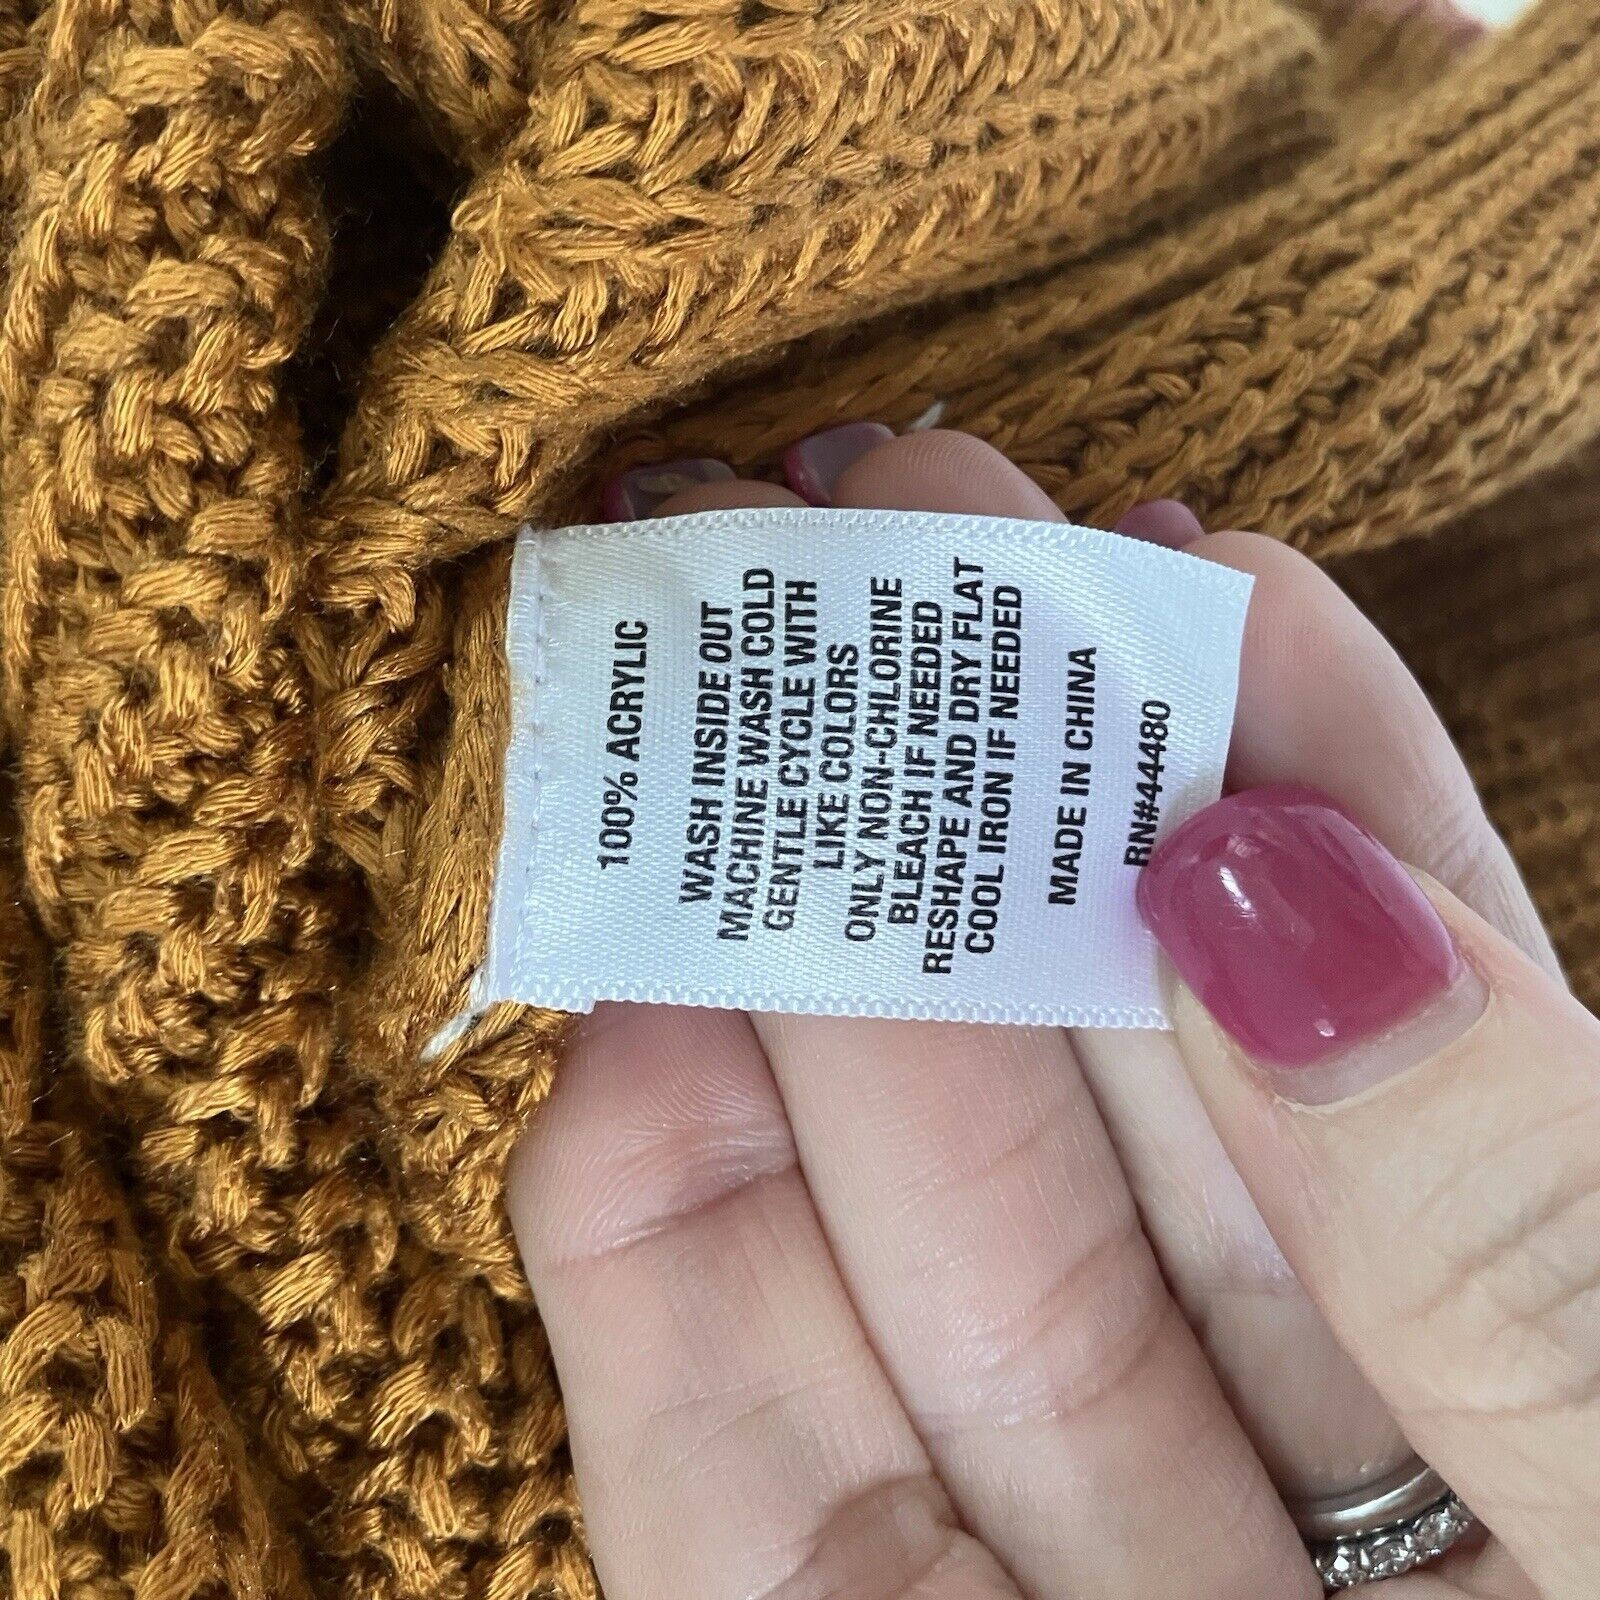 100% ACRYLIC
WASH INSIDE OUT
MACHINE WASH COLD
GENTLE CYCLE WITH
LIKE COLORS
ONLY NON-CHLORINE
BLEACH IF NEEDED
RESHAPE AND DRY FLAT
COOL IRON IF NEEDED
MADE IN CHINA
RN#44480